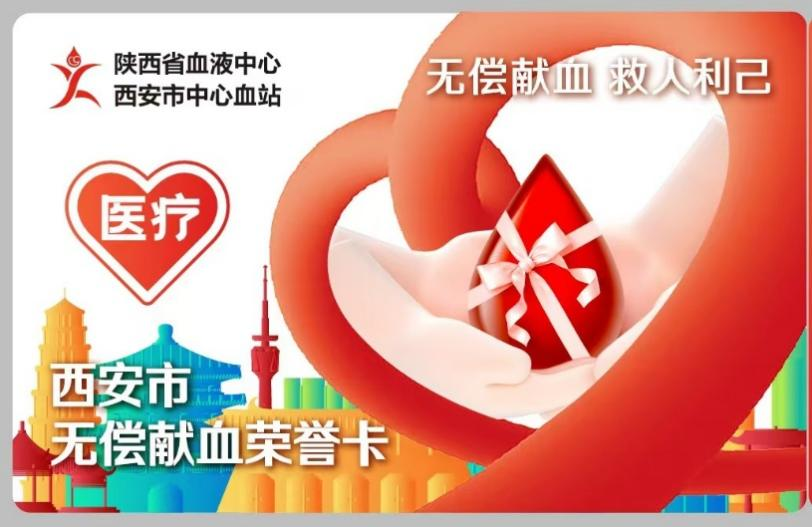 陕西省血液中心
西安市中心血站
无偿献血 救人利己
医疗
西安市
无偿献血荣誉卡